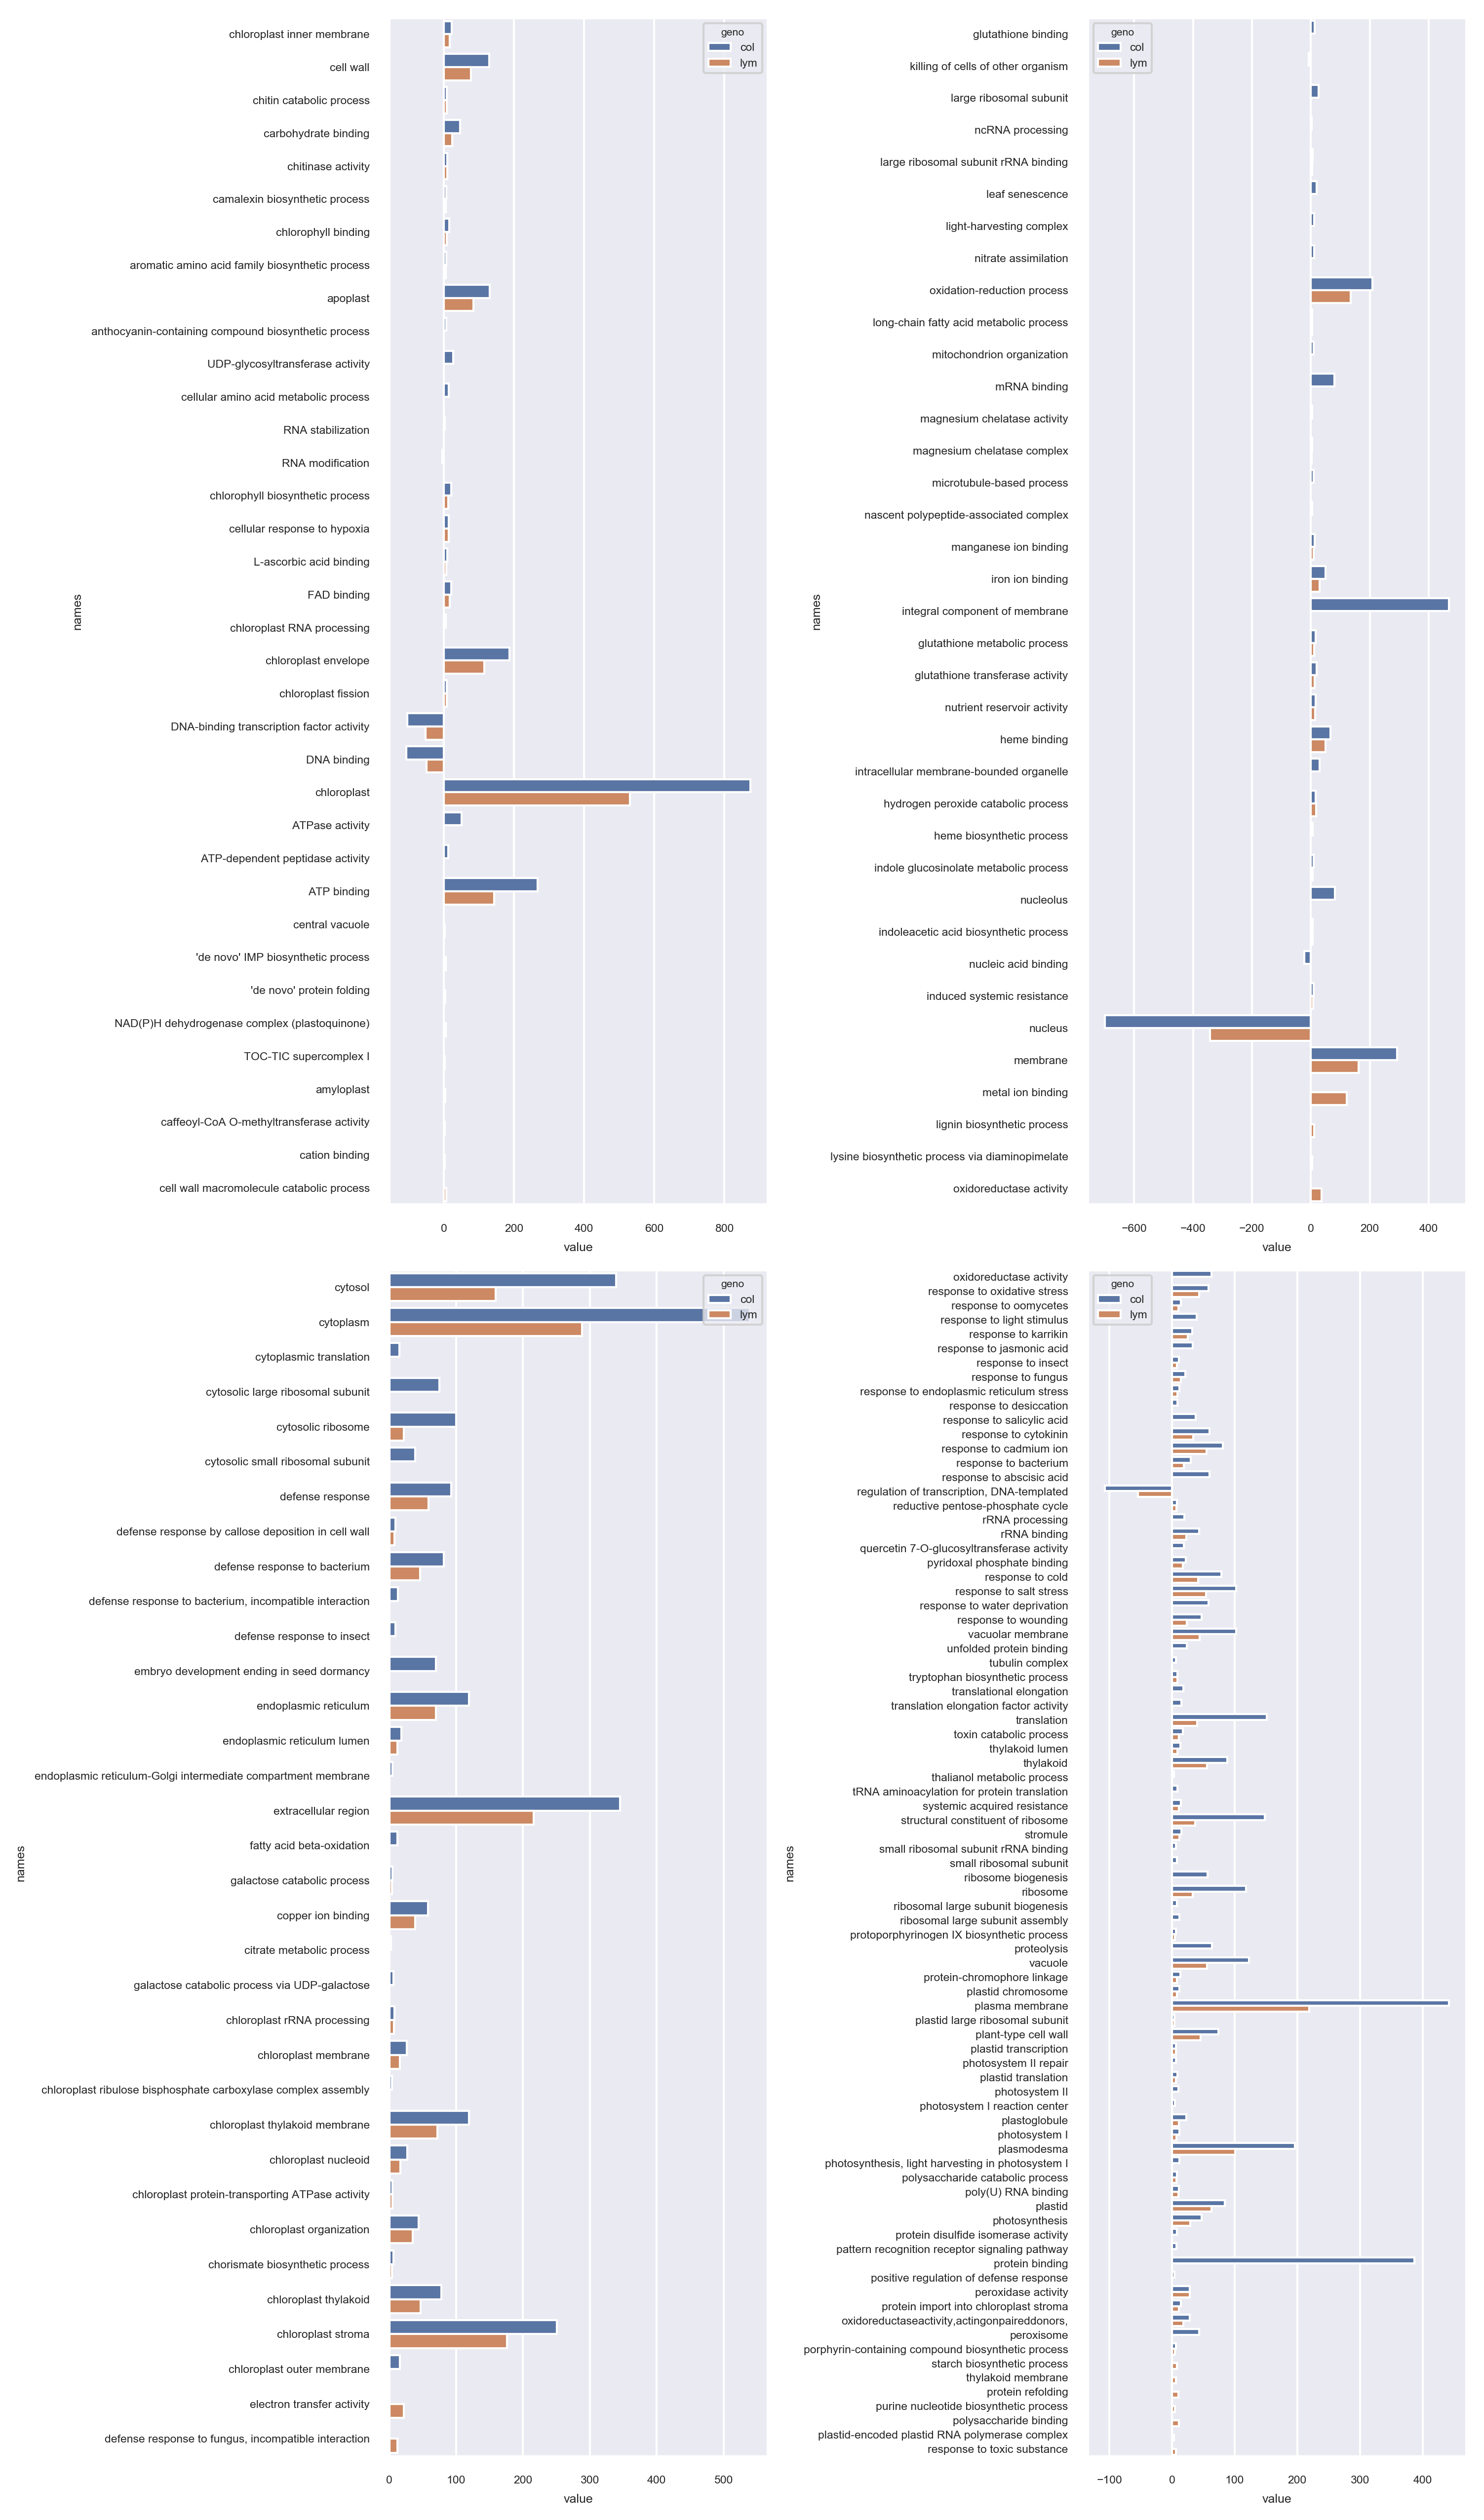 chloroplast inner membrane
cell wall
chitin catabolic process
carbohydrate binding
chitinase activity
camalexin biosynthetic process
chlorophyll binding
aromatic amino acid family biosynthetic process
apoplast
anthocyanin-containing compound biosynthetic process
UDP-glycosyltransferase activity
cellular amino acid metabolic process
RNA stabilization
RNA modification
chlorophyll biosynthetic process
cellular response to hypoxia
L-ascorbic acid binding
FAD binding
chloroplast RNA processing
chloroplast envelope
chloroplast fission
DNA-binding transcription factor activity
DNA binding
chloroplast
ATPase activity
ATP-dependent peptidase activity
ATP binding
central vacuole
'de novo' IMP biosynthetic process
'de novo' protein folding
NAD(P)H dehydrogenase complex (plastoquinone)
TOC-TIC supercomplex I
amyloplast
caffeoyl-CoA O-methyltransferase activity
cation binding
cell wall macromolecule catabolic process
names
0 200 400 600 800
value
geno
col
lym
glutathione binding
killing of cells of other organism
large ribosomal subunit
ncRNA processing
large ribosomal subunit rRNA binding
leaf senescence
light-harvesting complex
nitrate assimilation
oxidation-reduction process
long-chain fatty acid metabolic process
mitochondrion organization
mRNA binding
magnesium chelatase activity
magnesium chelatase complex
microtubule-based process
nascent polypeptide-associated complex
manganese ion binding
iron ion binding
integral component of membrane
glutathione metabolic process
glutathione transferase activity
nutrient reservoir activity
heme binding
intracellular membrane-bounded organelle
hydrogen peroxide catabolic process
heme biosynthetic process
indole glucosinolate metabolic process
nucleolus
indoleacetic acid biosynthetic process
nucleic acid binding
induced systemic resistance
nucleus
membrane
metal ion binding
lignin biosynthetic process
lysine biosynthetic process via diaminopimelate
oxidoreductase activity
names
−600 −400 −200 0 200 400
value
geno
col
lym
cytosol
cytoplasm
cytoplasmic translation
cytosolic large ribosomal subunit
cytosolic ribosome
cytosolic small ribosomal subunit
defense response
defense response by callose deposition in cell wall
defense response to bacterium
defense response to bacterium, incompatible interaction
defense response to insect
embryo development ending in seed dormancy
endoplasmic reticulum
endoplasmic reticulum lumen
endoplasmic reticulum-Golgi intermediate compartment membrane
extracellular region
fatty acid beta-oxidation
galactose catabolic process
copper ion binding
citrate metabolic process
galactose catabolic process via UDP-galactose
chloroplast rRNA processing
chloroplast membrane
chloroplast ribulose bisphosphate carboxylase complex assembly
chloroplast thylakoid membrane
chloroplast nucleoid
chloroplast protein-transporting ATPase activity
chloroplast organization
chorismate biosynthetic process
chloroplast thylakoid
chloroplast stroma
chloroplast outer membrane
electron transfer activity
defense response to fungus, incompatible interaction
names
0 100 200 300 400 500
value
geno
col
lym
oxidoreductase activity
response to oxidative stress
response to oomycetes
response to light stimulus
response to karrikin
response to jasmonic acid
response to insect
response to fungus
response to endoplasmic reticulum stress
response to desiccation
response to salicylic acid
response to cytokinin
response to cadmium ion
response to bacterium
response to abscisic acid
regulation of transcription, DNA-templated
reductive pentose-phosphate cycle
rRNA processing
rRNA binding
quercetin 7-O-glucosyltransferase activity
pyridoxal phosphate binding
response to cold
response to salt stress
response to water deprivation
response to wounding
vacuolar membrane
unfolded protein binding
tubulin complex
tryptophan biosynthetic process
translational elongation
translation elongation factor activity
translation
toxin catabolic process
thylakoid lumen
thylakoid
thalianol metabolic process
tRNA aminoacylation for protein translation
systemic acquired resistance
structural constituent of ribosome
stromule
small ribosomal subunit rRNA binding
small ribosomal subunit
ribosome biogenesis
ribosome
ribosomal large subunit biogenesis
ribosomal large subunit assembly
protoporphyrinogen IX biosynthetic process
proteolysis
vacuole
protein-chromophore linkage
plastid chromosome
plasma membrane
plastid large ribosomal subunit
plant-type cell wall
plastid transcription
photosystem II repair
plastid translation
photosystem II
photosystem I reaction center
plastoglobule
photosystem I
plasmodesma
photosynthesis, light harvesting in photosystem I
polysaccharide catabolic process
poly(U) RNA binding
plastid
photosynthesis
protein disulfide isomerase activity
pattern recognition receptor signaling pathway
protein binding
positive regulation of defense response
peroxidase activity
protein import into chloroplast stroma
oxidoreductaseactivity,actingonpaireddonors,
peroxisome
porphyrin-containing compound biosynthetic process
starch biosynthetic process
thylakoid membrane
protein refolding
purine nucleotide biosynthetic process
polysaccharide binding
plastid-encoded plastid RNA polymerase complex
response to toxic substance
names
−100 0 100 200 300 400
value
geno
col
lym